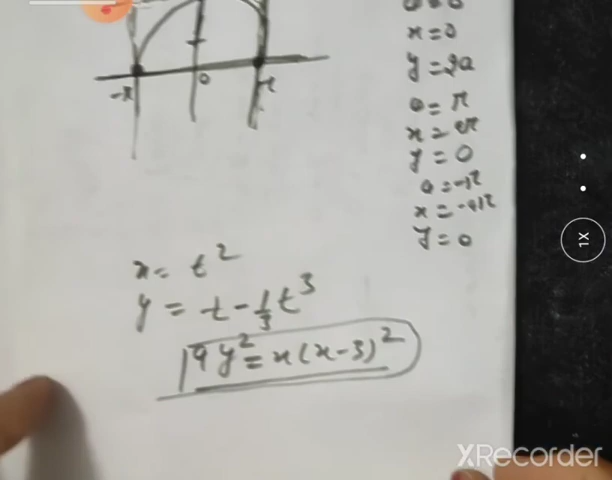 x = 0
y = 2a
θ = π
x = aπ
y = 0
θ = -π
x = -aπ
y = 0
-π
0
π
x = t²
y = t - 1/3 t³
9y² = x(x-3)²
1X
XRecorder